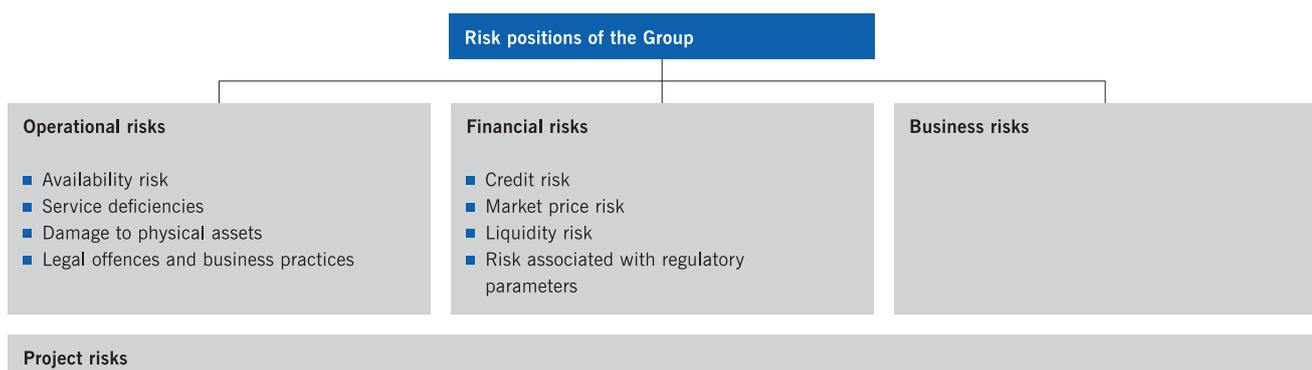 Risk positions of the Group
Operational risks
Availability risk
Service deficiencies
Damage to physical assets
Legal offences and business practices
Financial risks
Credit risk
Market price risk
Liquidity risk
Risk associated with regulatory
parameters
Business risks
Project risks